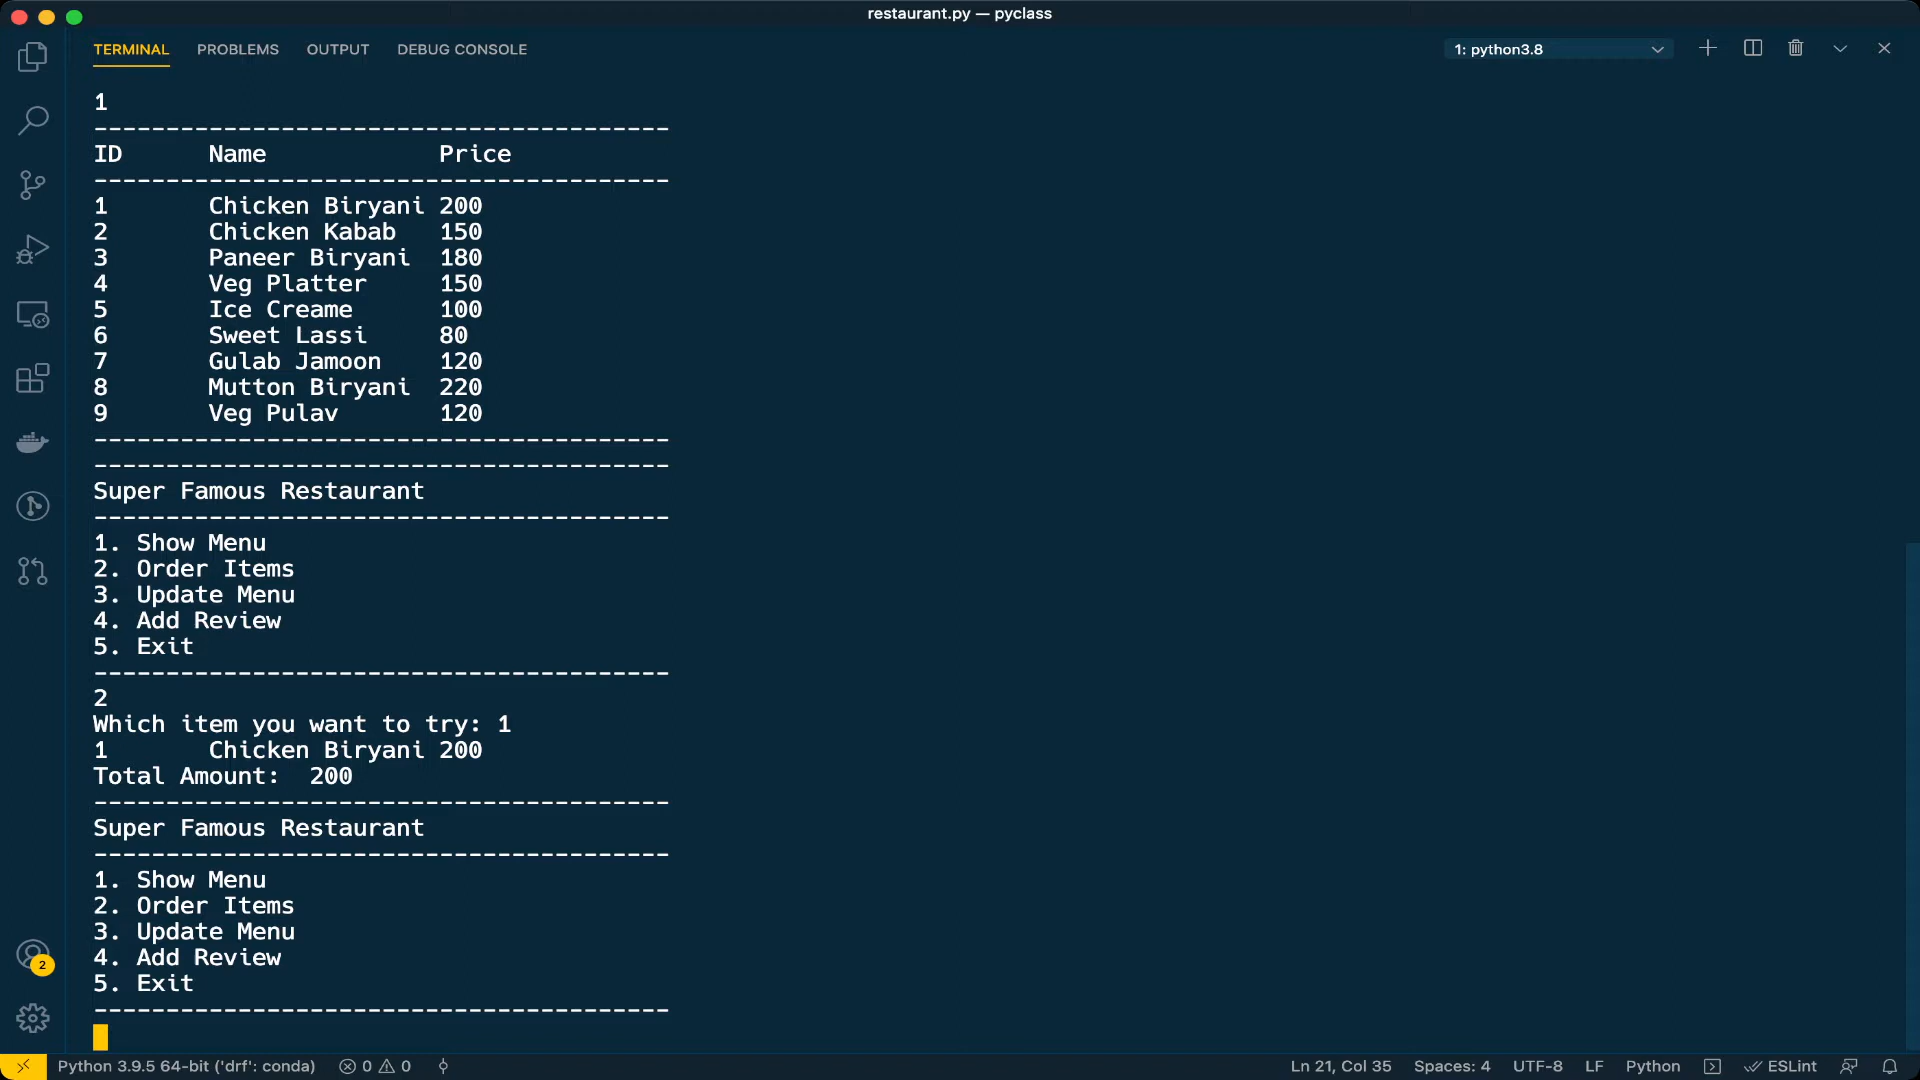 restaurant.py — pyclass
TERMINAL PROBLEMS OUTPUT DEBUG CONSOLE 1: python3.8
1
----------------------------------------
ID      Name            Price
----------------------------------------
1       Chicken Biryani 200
2       Chicken Kabab   150
3       Paneer Biryani  180
4       Veg Platter     150
5       Ice Creame      100
6       Sweet Lassi     80
7       Gulab Jamoon    120
8       Mutton Biryani  220
9       Veg Pulav       120
----------------------------------------
----------------------------------------
Super Famous Restaurant
----------------------------------------
1. Show Menu
2. Order Items
3. Update Menu
4. Add Review
5. Exit
----------------------------------------
2
Which item you want to try: 1
1       Chicken Biryani 200
Total Amount:  200
----------------------------------------
Super Famous Restaurant
----------------------------------------
1. Show Menu
2. Order Items
3. Update Menu
4. Add Review
5. Exit
----------------------------------------
2
Python 3.9.5 64-bit ('drf': conda) 0 0 Ln 21, Col 35 Spaces: 4 UTF-8 LF Python ESLint